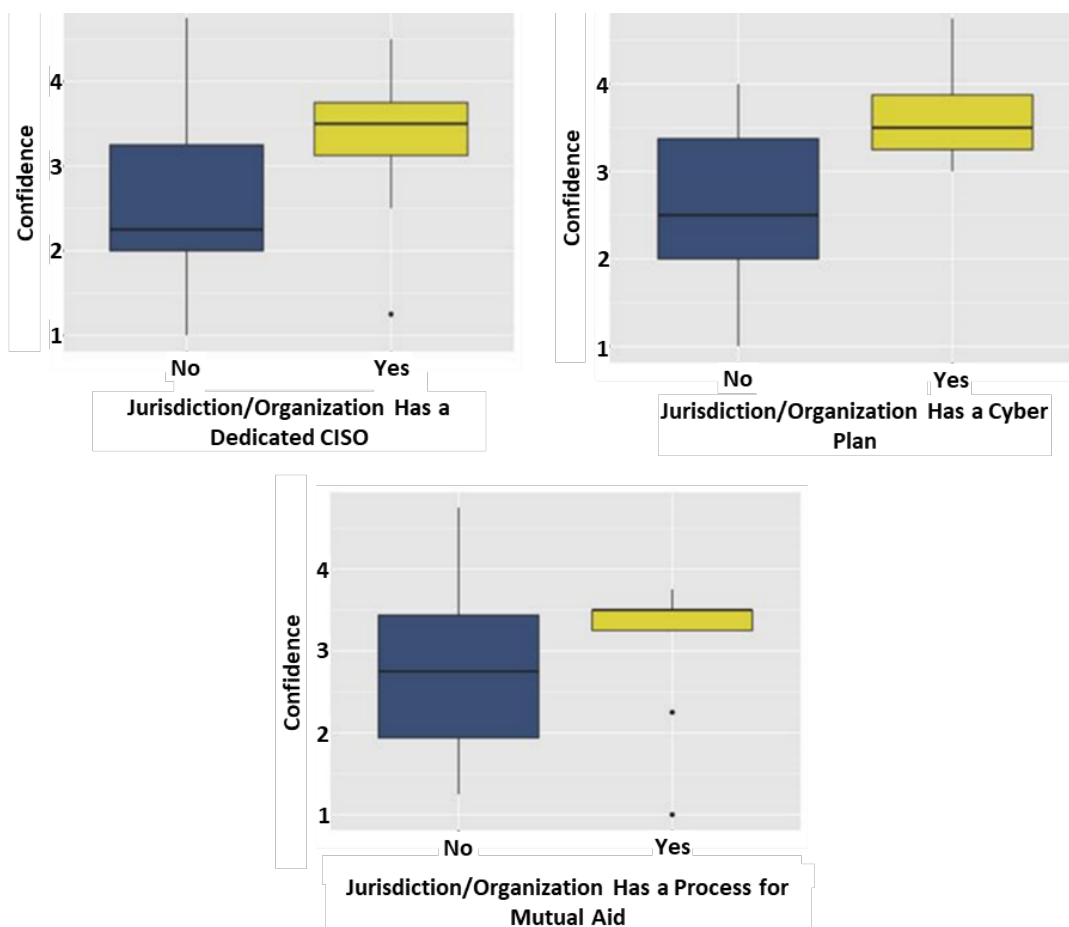 Confidence
4
3
2
1
No Yes
Jurisdiction/Organization Has a
Dedicated CISO
Confidence
4
3
2
1
No Yes
Jurisdiction/Organization Has a Cyber
Plan
Confidence
4
3
2
1
No Yes
Jurisdiction/Organization Has a Process for
Mutual Aid